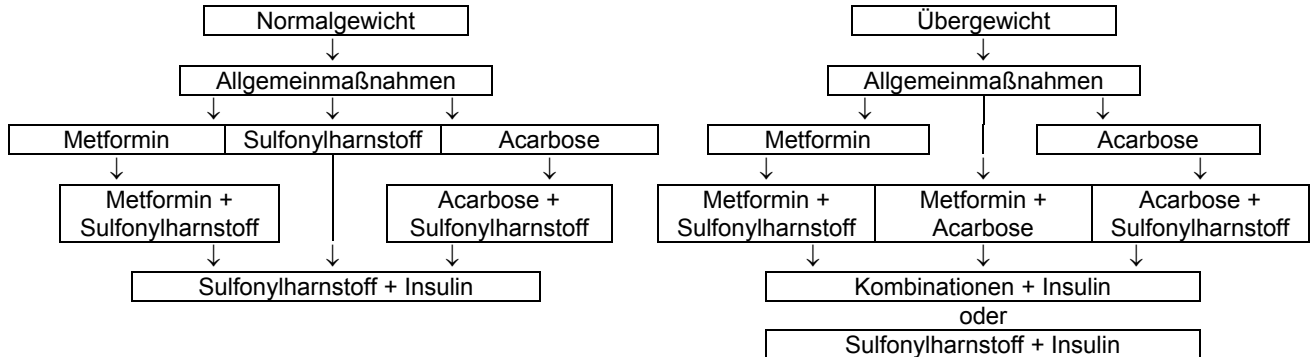 Normalgewicht
↓
Allgemeinmaßnahmen
↓ ↓ ↓
Metformin Sulfonylharnstoff Acarbose
↓ ↓
Metformin +
Sulfonylharnstoff
Acarbose +
Sulfonylharnstoff
↓ ↓ ↓
Sulfonylharnstoff + Insulin
Übergewicht
↓
Allgemeinmaßnahmen
↓ ↓
Metformin
Acarbose
↓ ↓ ↓
Metformin +
Sulfonylharnstoff
Metformin +
Acarbose
Acarbose +
Sulfonylharnstoff
↓ ↓ ↓
Kombinationen + Insulin
oder
Sulfonylharnstoff + Insulin